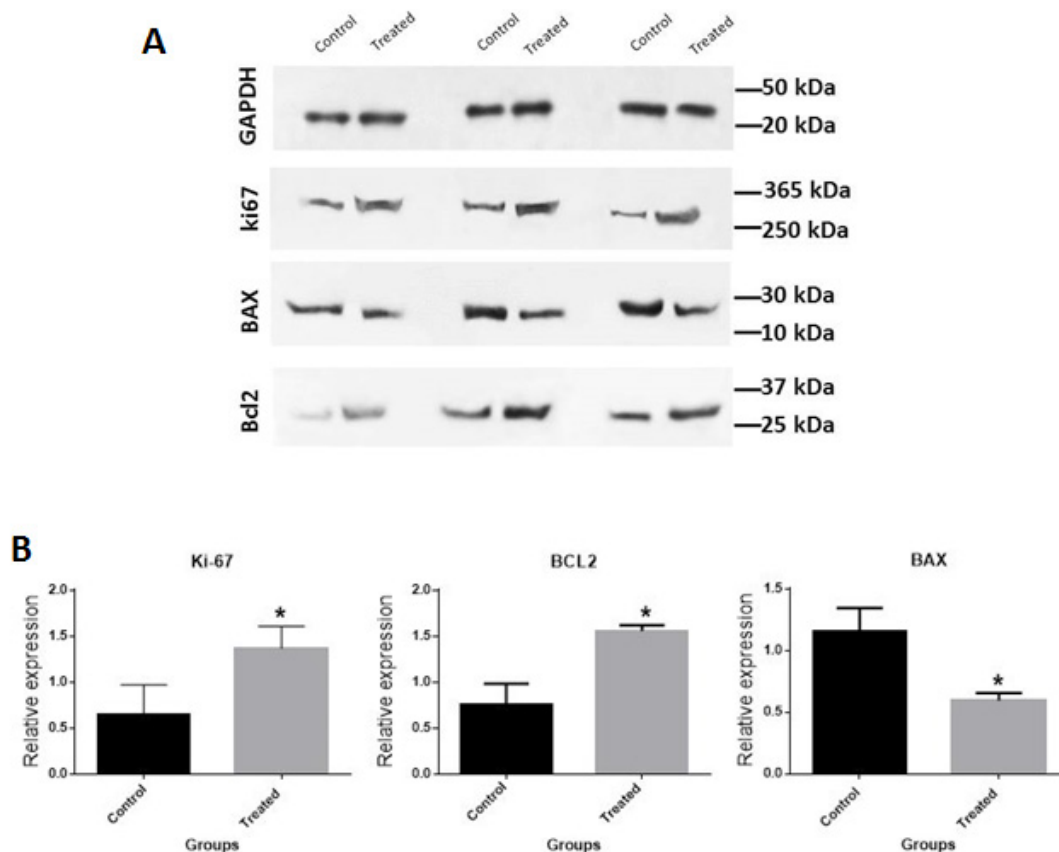 A
Control Treated Control Treated Control Treated
GAPDH
50 kDa
20 kDa
ki67
365 kDa
250 kDa
BAX
30 kDa
10 kDa
Bcl2
37 kDa
25 kDa
B
Ki-67
Relative expression
2.0
1.5
1.0
0.5
0.0
*
Control Treated
Groups
BCL2
Relative expression
2.0
1.5
1.0
0.5
0.0
*
Control Treated
Groups
BAX
Relative expression
1.5
1.0
0.5
0.0
*
Control Treated
Groups